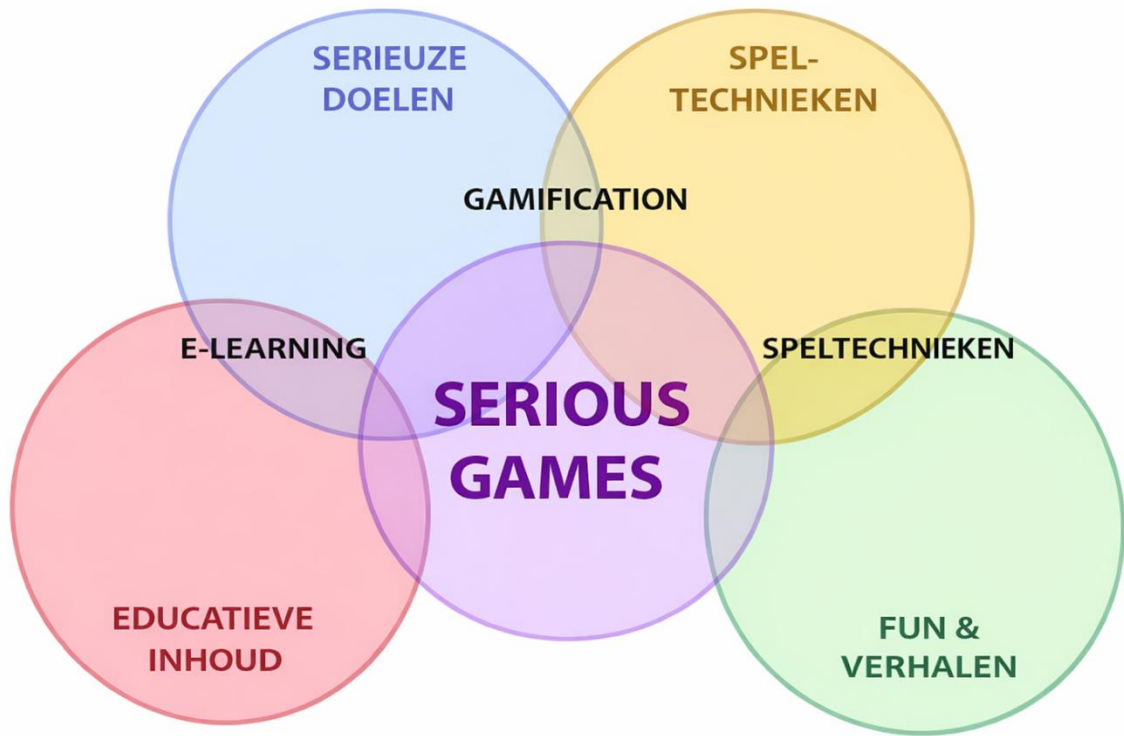 SERIEUZE
DOELEN
SPEL-
TECHNIEKEN
GAMIFICATION
E-LEARNING
SPELTECHNIEKEN
SERIOUS
GAMES
EDUCATIEVE
INHOUD
FUN &
VERHALEN